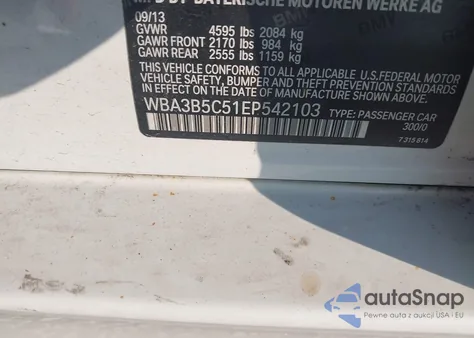 MFD BY BAYERISCHE MOTOREN WERKE AG
09/13
GVWR 4595 lbs 2084 kg
GAWR FRONT 2170 lbs 984 kg
GAWR REAR 2555 lbs 1159 kg
THIS VEHICLE CONFORMS TO ALL APPLICABLE U.S.FEDERAL MOTOR
VEHICLE SAFETY, BUMPER AND THEFT PREVENTION STANDARDS
IN EFFECT ON THE DATE OF MANUFACTURE SHOWN ABOVE.
WBA3B5C51EP542103 TYPE: PASSENGER CAR
300/0
7 315 814
autoSnap
Pewne auta z aukcji USA i EU